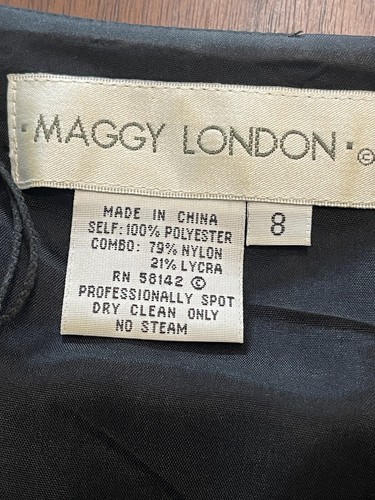 · MAGGY LONDON · ©
MADE IN CHINA
SELF: 100% POLYESTER
COMBO: 79% NYLON
21% LYCRA
RN 56142 ©
PROFESSIONALLY SPOT
DRY CLEAN ONLY
NO STEAM
8